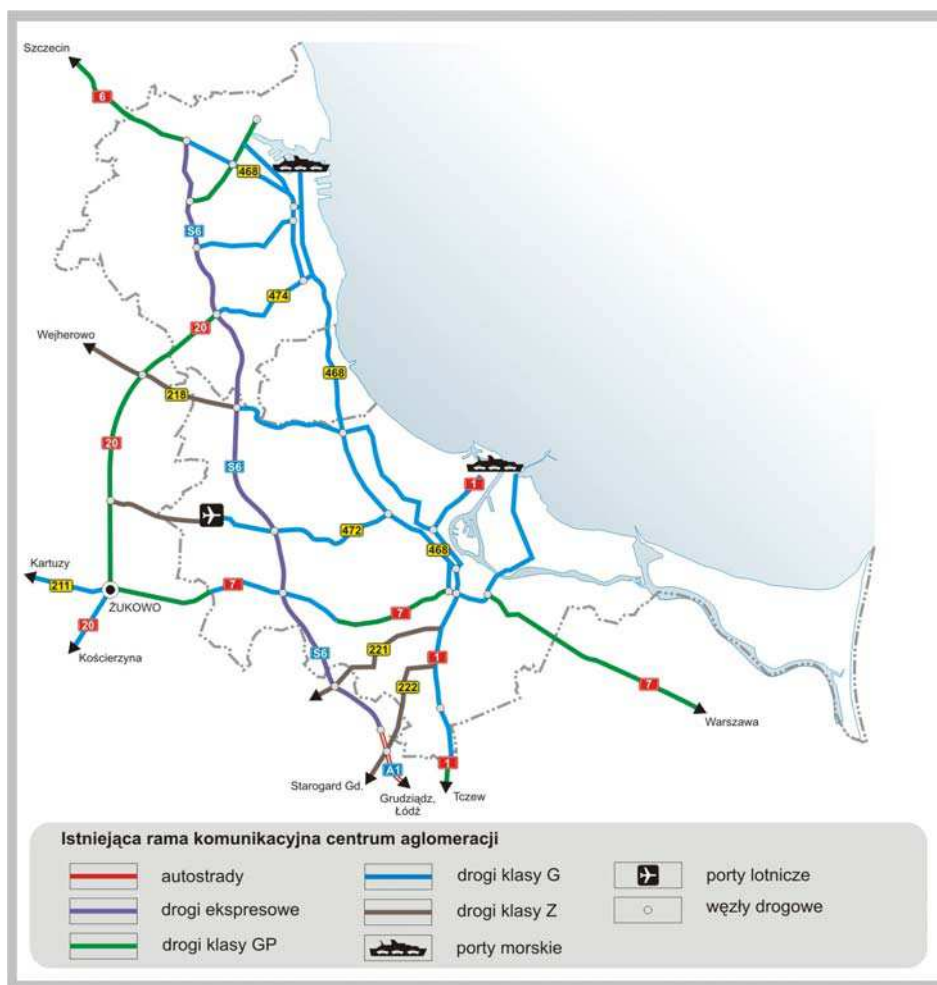 Szczecin
6
468
S6
474
20
Wejherowo
218
468
20
S6
1
472
468
Kartuzy
211
7
ŻUKOWO
20
7
Kościerzyna
S6
221
1
222
7
Warszawa
1
A1
Starogard Gd.
Grudziądz,
Łódź
Tczew
Istniejąca rama komunikacyjna centrum aglomeracji
autostrady
drogi klasy G
porty lotnicze
drogi ekspresowe
drogi klasy Z
węzły drogowe
drogi klasy GP
porty morskie